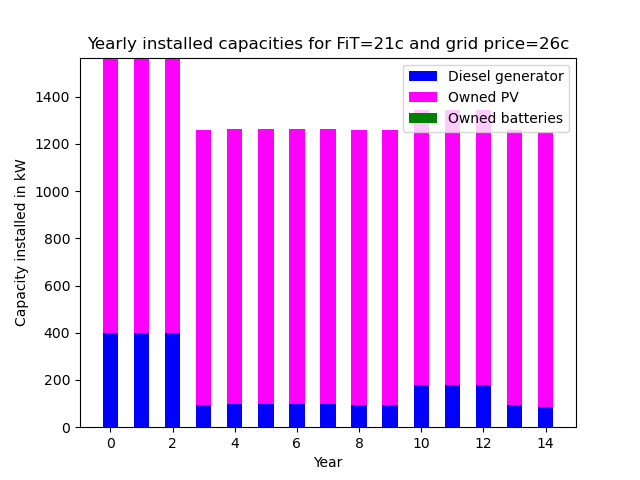 Yearly installed capacities for FiT=21c and grid price=26c
Diesel generator
Owned PV
Owned batteries
1400
1200
1000
800
600
400
200
0
Capacity installed in kW
0 2 4 6 8 10 12 14
Year